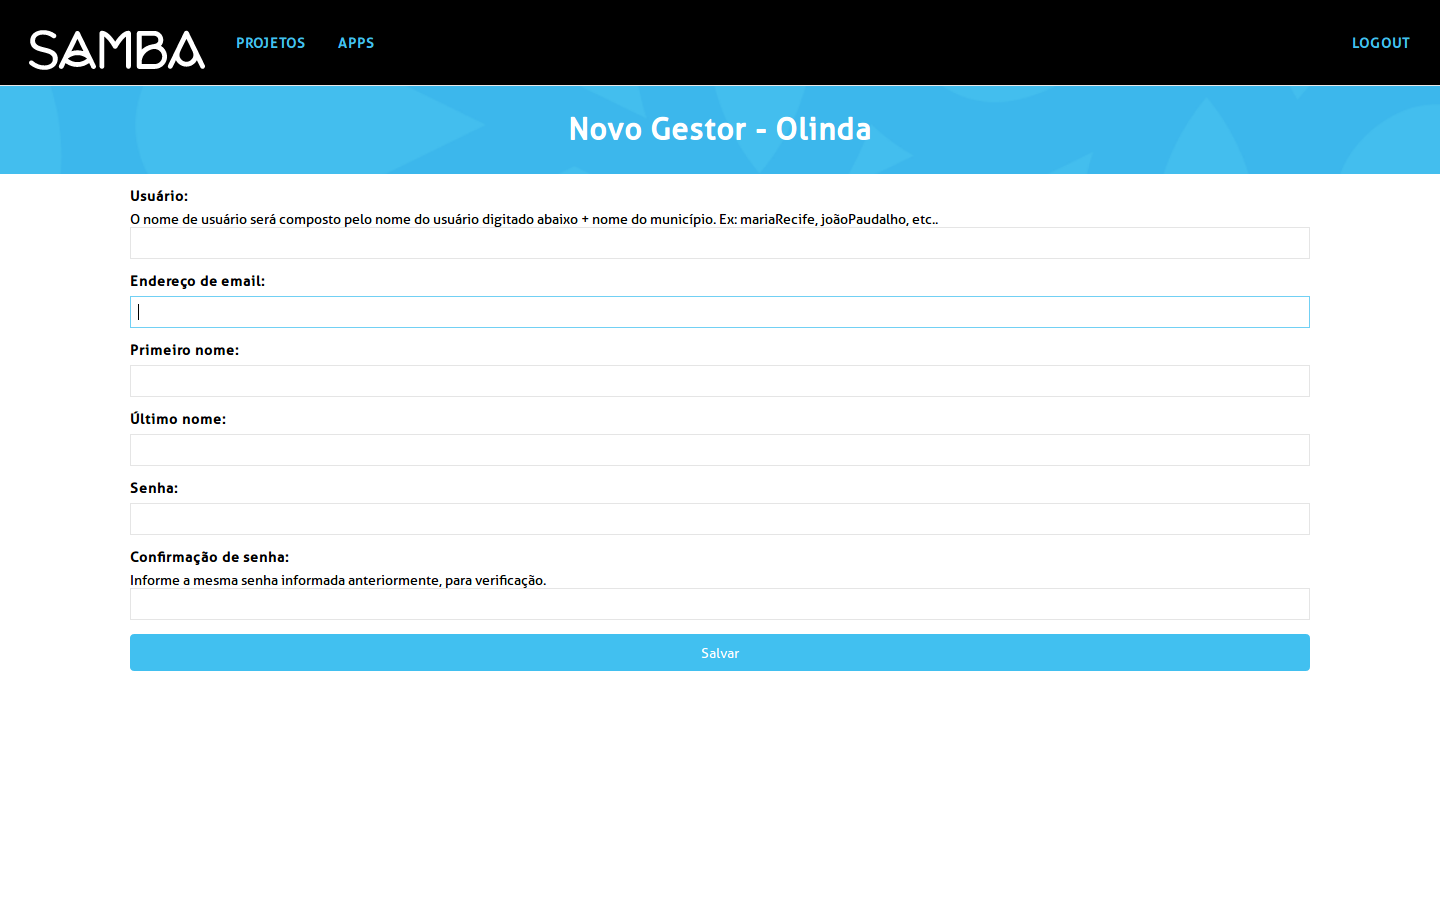 SAMBA
PROJETOS
APPS
LOGOUT
Novo Gestor - Olinda
Usuário:
O nome de usuário será composto pelo nome do usuário digitado abaixo + nome do município. Ex: mariaRecife, joãoPaudalho, etc..
Endereço de email:
Primeiro nome:
Último nome:
Senha:
Confirmação de senha:
Informe a mesma senha informada anteriormente, para verificação.
Salvar